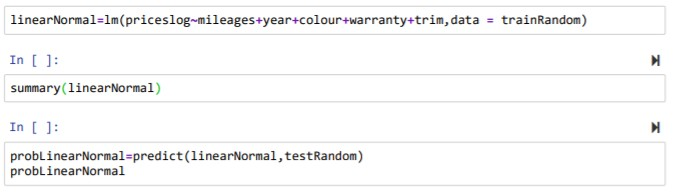 linearNormal=lm(priceslog~mileages+year+colour+warranty+trim,data = trainRandom)
In [ ]:
summary(linearNormal)
In [ ]:
probLinearNormal=predict(linearNormal,testRandom)
probLinearNormal